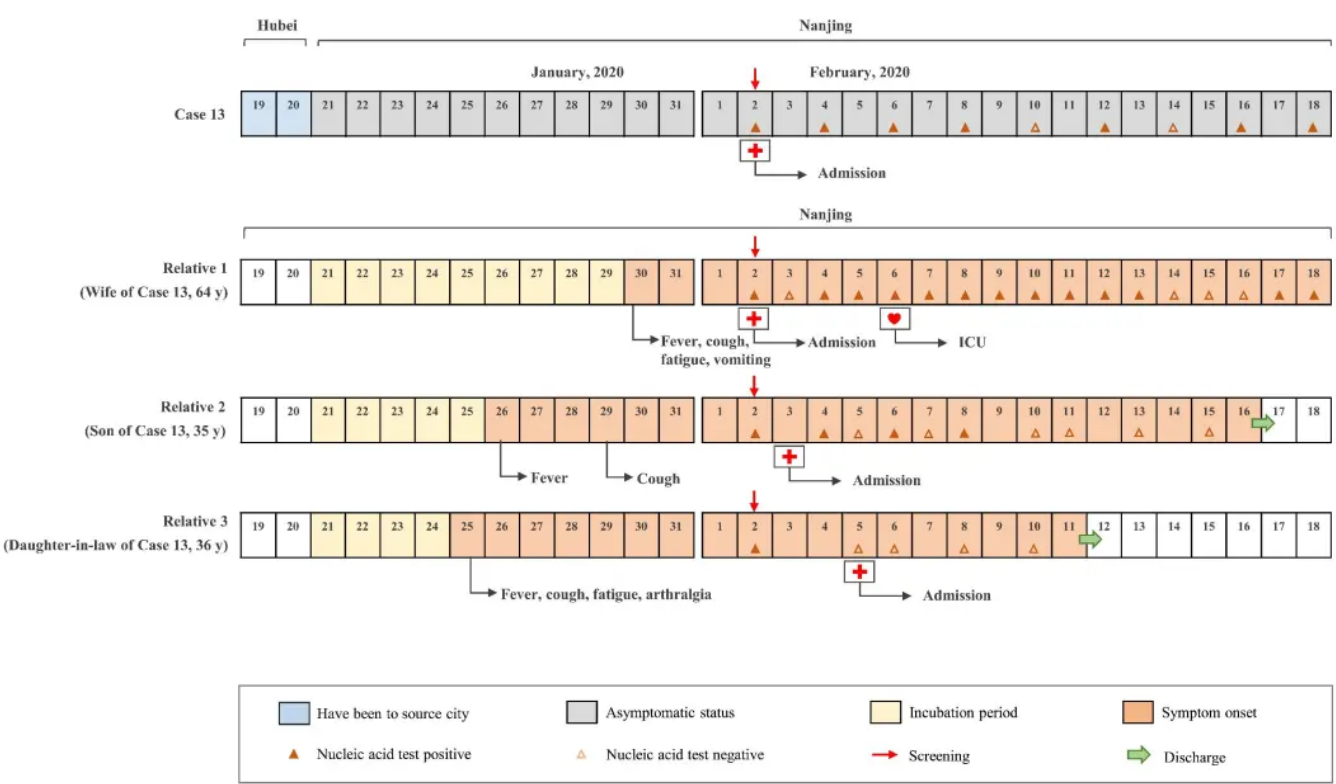 Hubei Nanjing
January, 2020 February, 2020
Case 13 19 20 21 22 23 24 25 26 27 28 29 30 31 1 2 3 4 5 6 7 8 9 10 11 12 13 14 15 16 17 18
Admission
Nanjing
Relative 1
(Wife of Case 13, 64 y)
19 20 21 22 23 24 25 26 27 28 29 30 31 1 2 3 4 5 6 7 8 9 10 11 12 13 14 15 16 17 18
Fever, cough,
fatigue, vomiting
Admission ICU
Relative 2
(Son of Case 13, 35 y)
19 20 21 22 23 24 25 26 27 28 29 30 31 1 2 3 4 5 6 7 8 9 10 11 12 13 14 15 16 17 18
Fever Cough Admission
Relative 3
(Daughter-in-law of Case 13, 36 y)
19 20 21 22 23 24 25 26 27 28 29 30 31 1 2 3 4 5 6 7 8 9 10 11 12 13 14 15 16 17 18
Fever, cough, fatigue, arthralgia Admission
Have been to source city Asymptomatic status Incubation period Symptom onset
Nucleic acid test positive Nucleic acid test negative Screening Discharge